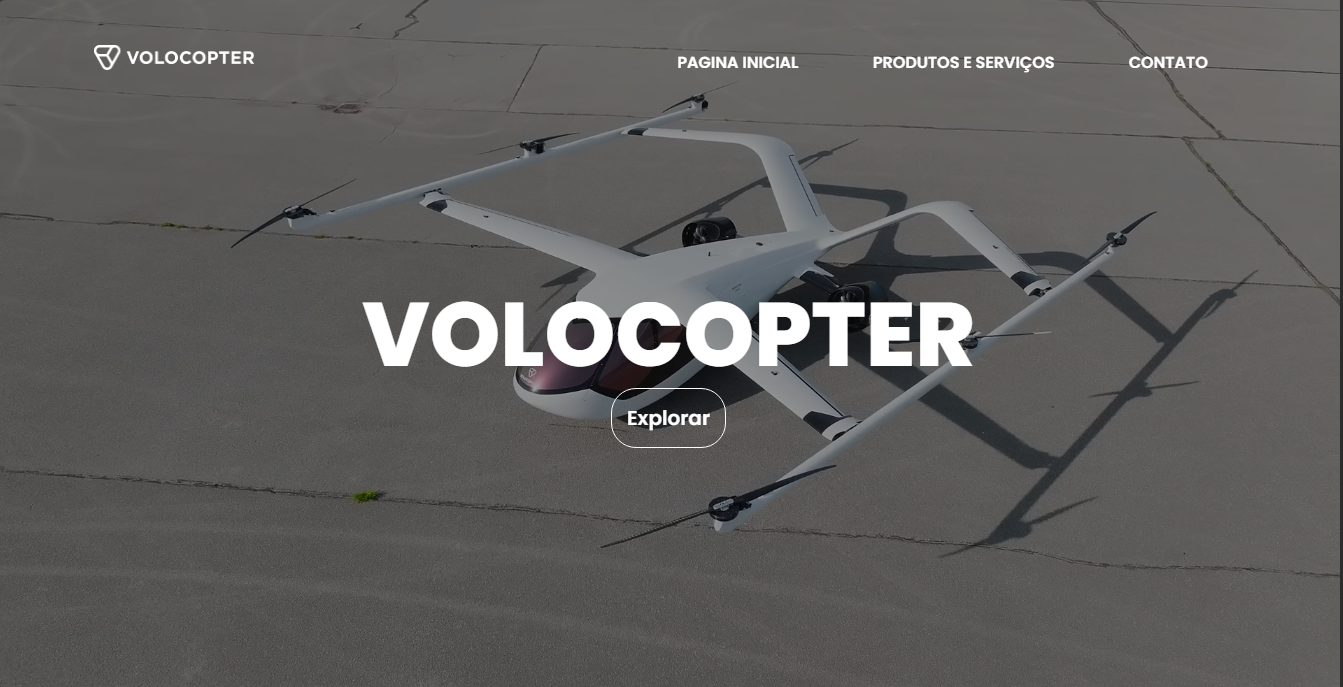 VOLOCOPTER
PAGINA INICIAL
PRODUTOS E SERVIÇOS
CONTATO
VOLOCOPTER
Explorar